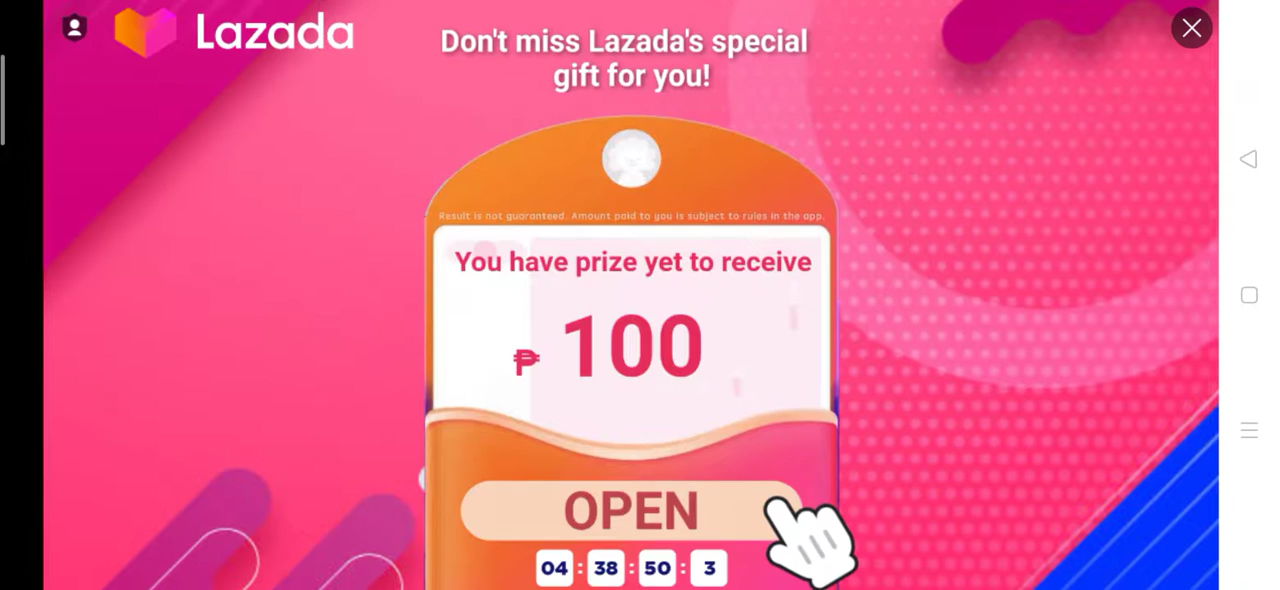 Lazada
Don't miss Lazada's special
gift for you!
Result is not guaranteed. Amount paid to you is subject to rules in the app.
You have prize yet to receive
₱ 100
OPEN
04 : 38 : 50 : 3